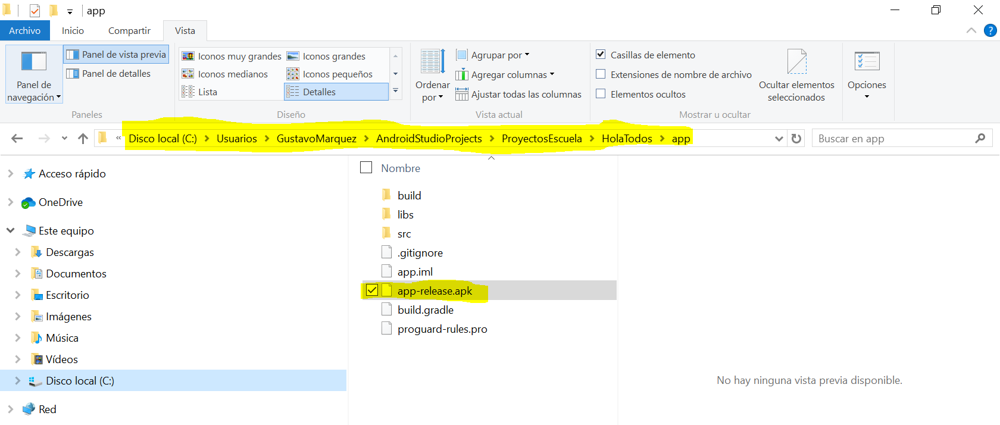 app
Archivo Inicio Compartir Vista
Panel de navegación
Panel de vista previa
Panel de detalles
Paneles
Iconos muy grandes Iconos grandes
Iconos medianos Iconos pequeños
Lista Detalles
Diseño
Ordenar por
Agrupar por
Agregar columnas
Ajustar todas las columnas
Vista actual
Casillas de elemento
Extensiones de nombre de archivo
Elementos ocultos
Ocultar elementos seleccionados
Mostrar u ocultar
Opciones
?
« Disco local (C:) > Usuarios > GustavoMarquez > AndroidStudioProjects > ProyectosEscuela > HolaTodos > app
Buscar en app
Acceso rápido
OneDrive
Este equipo
Descargas
Documentos
Escritorio
Imágenes
Música
Vídeos
Disco local (C:)
Red
Nombre
build
libs
src
.gitignore
app.iml
app-release.apk
build.gradle
proguard-rules.pro
No hay ninguna vista previa disponible.